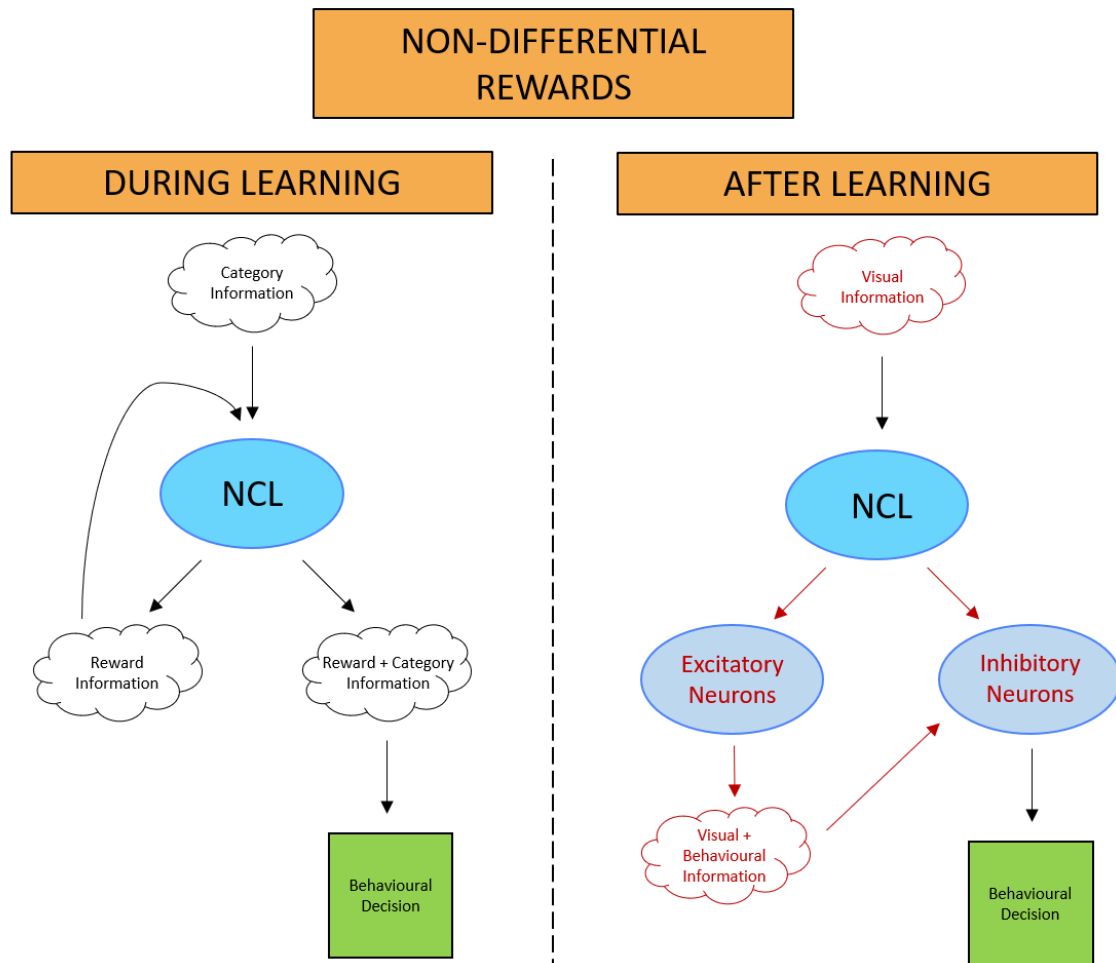 NON-DIFFERENTIAL
REWARDS
DURING LEARNING
Category
Information
NCL
Reward
Information
Reward + Category
Information
Behavioural
Decision
AFTER LEARNING
Visual
Information
NCL
Excitatory
Neurons
Inhibitory
Neurons
Visual +
Behavioural
Information
Behavioural
Decision